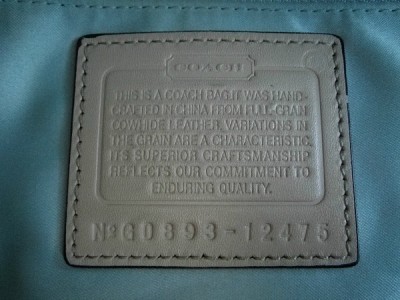 COACH
THIS IS A COACH BAG. IT WAS HAND-
CRAFTED IN CHINA FROM FULL-GRAIN
COWHIDE LEATHER. VARIATIONS IN
THE GRAIN ARE A CHARACTERISTIC.
ITS SUPERIOR CRAFTSMANSHIP
REFLECTS OUR COMMITMENT TO
ENDURING QUALITY.
Nº G0893-12475